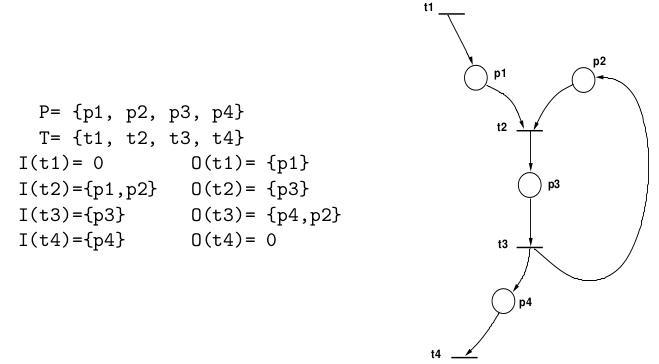 P= {p1, p2, p3, p4}
T= {t1, t2, t3, t4}
I(t1)= 0 O(t1)= {p1}
I(t2)={p1,p2} O(t2)= {p3}
I(t3)={p3} O(t3)= {p4,p2}
I(t4)={p4} O(t4)= 0
t1
p2
p1
t2
p3
t3
p4
t4